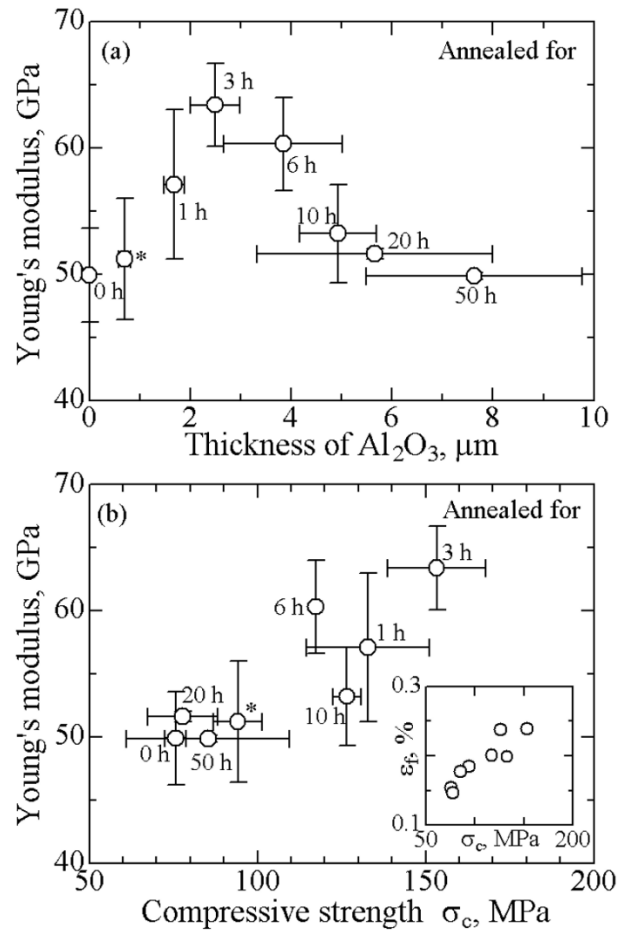 70
(a)
Annealed for
3 h
60
6 h
1 h
10 h
20 h
50
*
0 h
50 h
40
0 2 4 6 8 10
Young's modulus, GPa
Thickness of Al₂O₃, μm
70
(b)
Annealed for
3 h
60
6 h
1 h
10 h
20 h
*
50
0 h
50 h
40
50 100 150 200
Young's modulus, GPa
Compressive strength σc, MPa
0.3
εf, %
0.1
50 200
σc, MPa